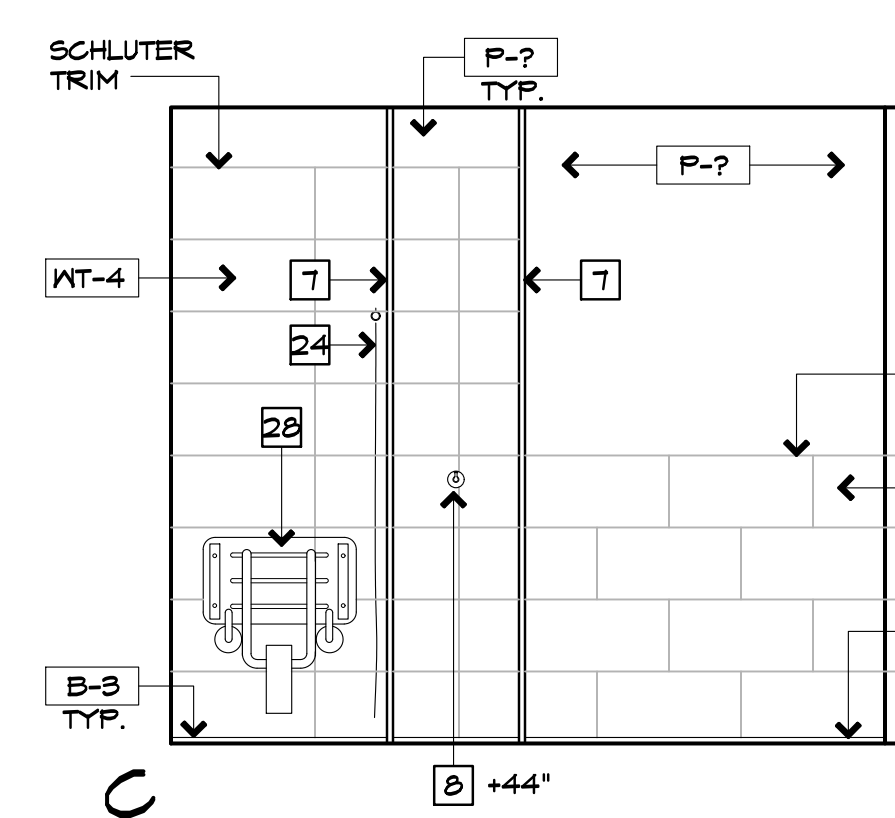 SCHLUTER
TRIM
P-?
TYP.
P-?
WT-4
7
7
24
28
B-3
TYP.
8 +44"
C